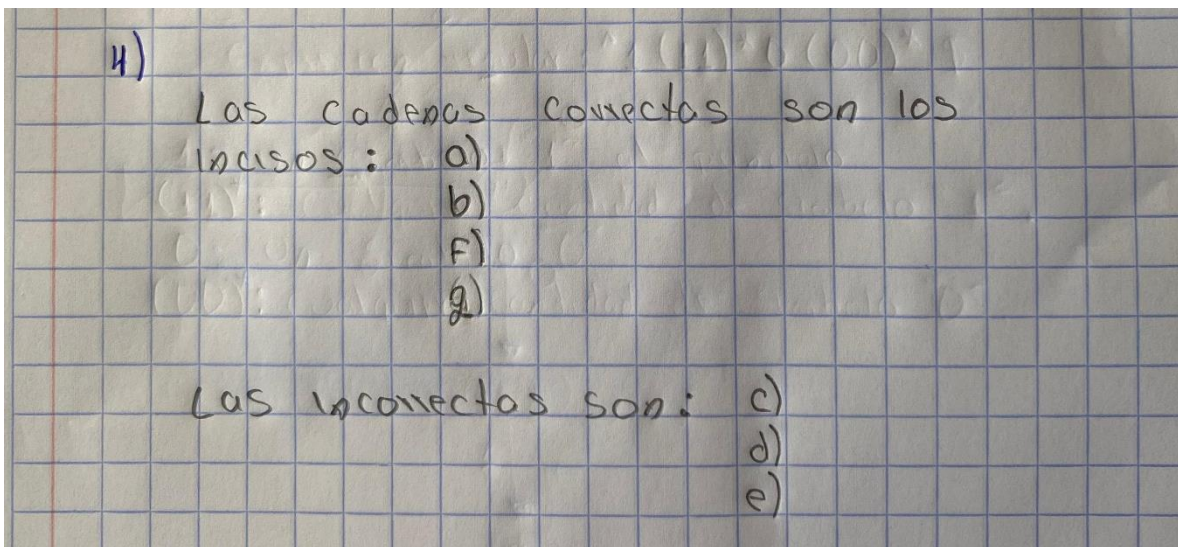 4)
Las cadenas correctas son los
incisos: a)
b)
F)
g)
Las incorrectas son: c)
d)
e)